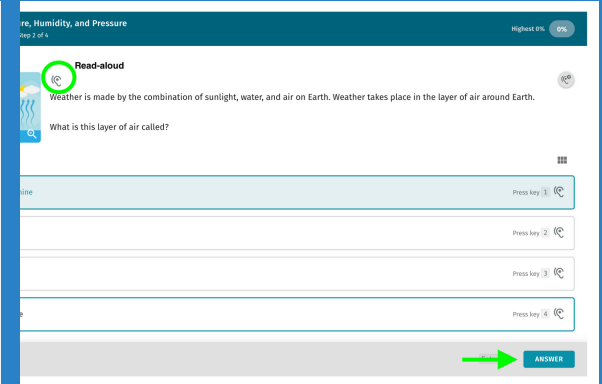 ure, Humidity, and Pressure
Step 2 of 4
Highest 0% 0%
Read-aloud
Weather is made by the combination of sunlight, water, and air on Earth. Weather takes place in the layer of air around Earth.
What is this layer of air called?
Press key 1
Press key 2
Press key 3
Press key 4
ANSWER